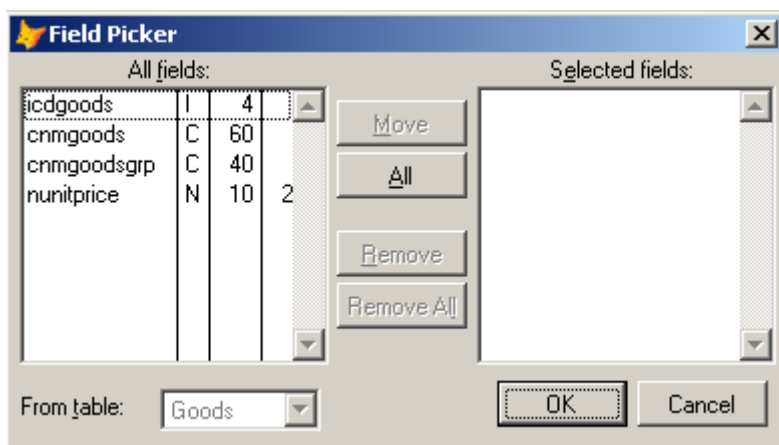 Field Picker
All fields:
Selected fields:
icdgoods I 4
cnmgoods C 60
cnmgoodsgrp C 40
nunitprice N 10 2
Move
All
Remove
Remove All
From table: Goods
OK Cancel